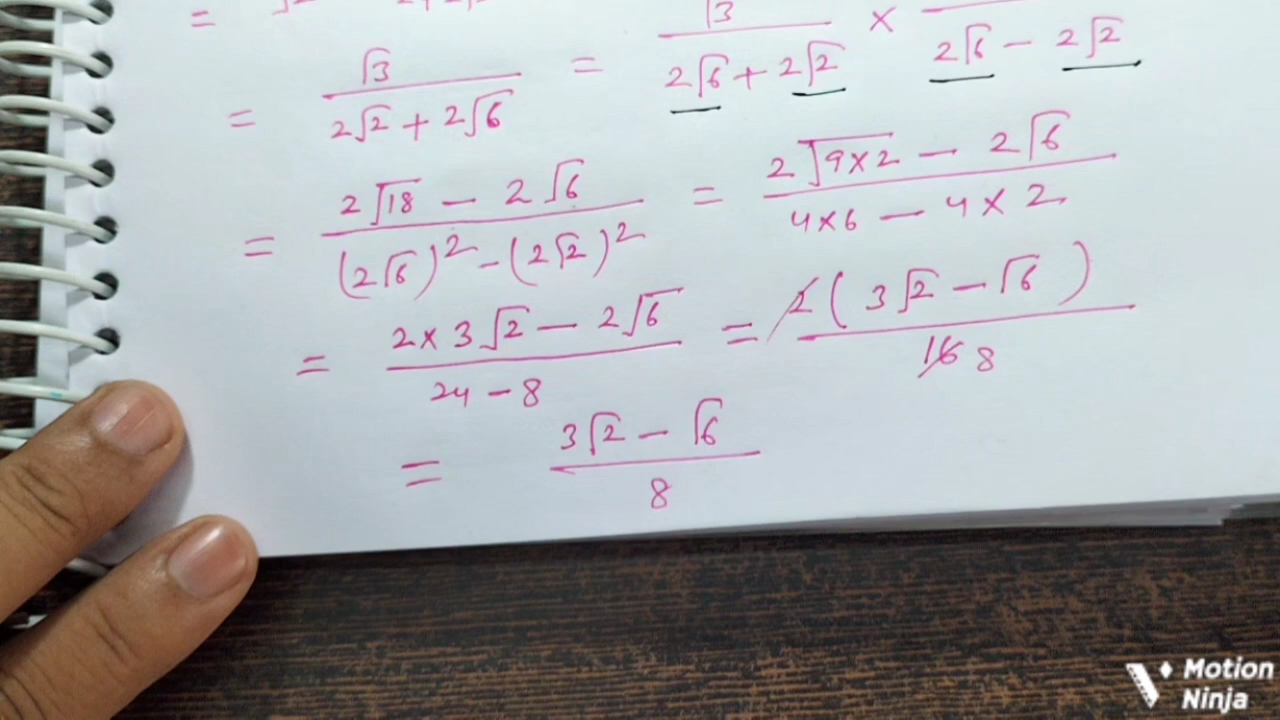 =
= √3 / (2√2 + 2√6) = √3 / (2√6 + 2√2) × / (2√6 − 2√2)
= (2√18 − 2√6) / ((2√6)² − (2√2)²) = (2√(9×2) − 2√6) / (4×6 − 4×2)
= (2×3√2 − 2√6) / (24 − 8) = 2(3√2 − √6) / 16 8
= (3√2 − √6) / 8
Motion
Ninja